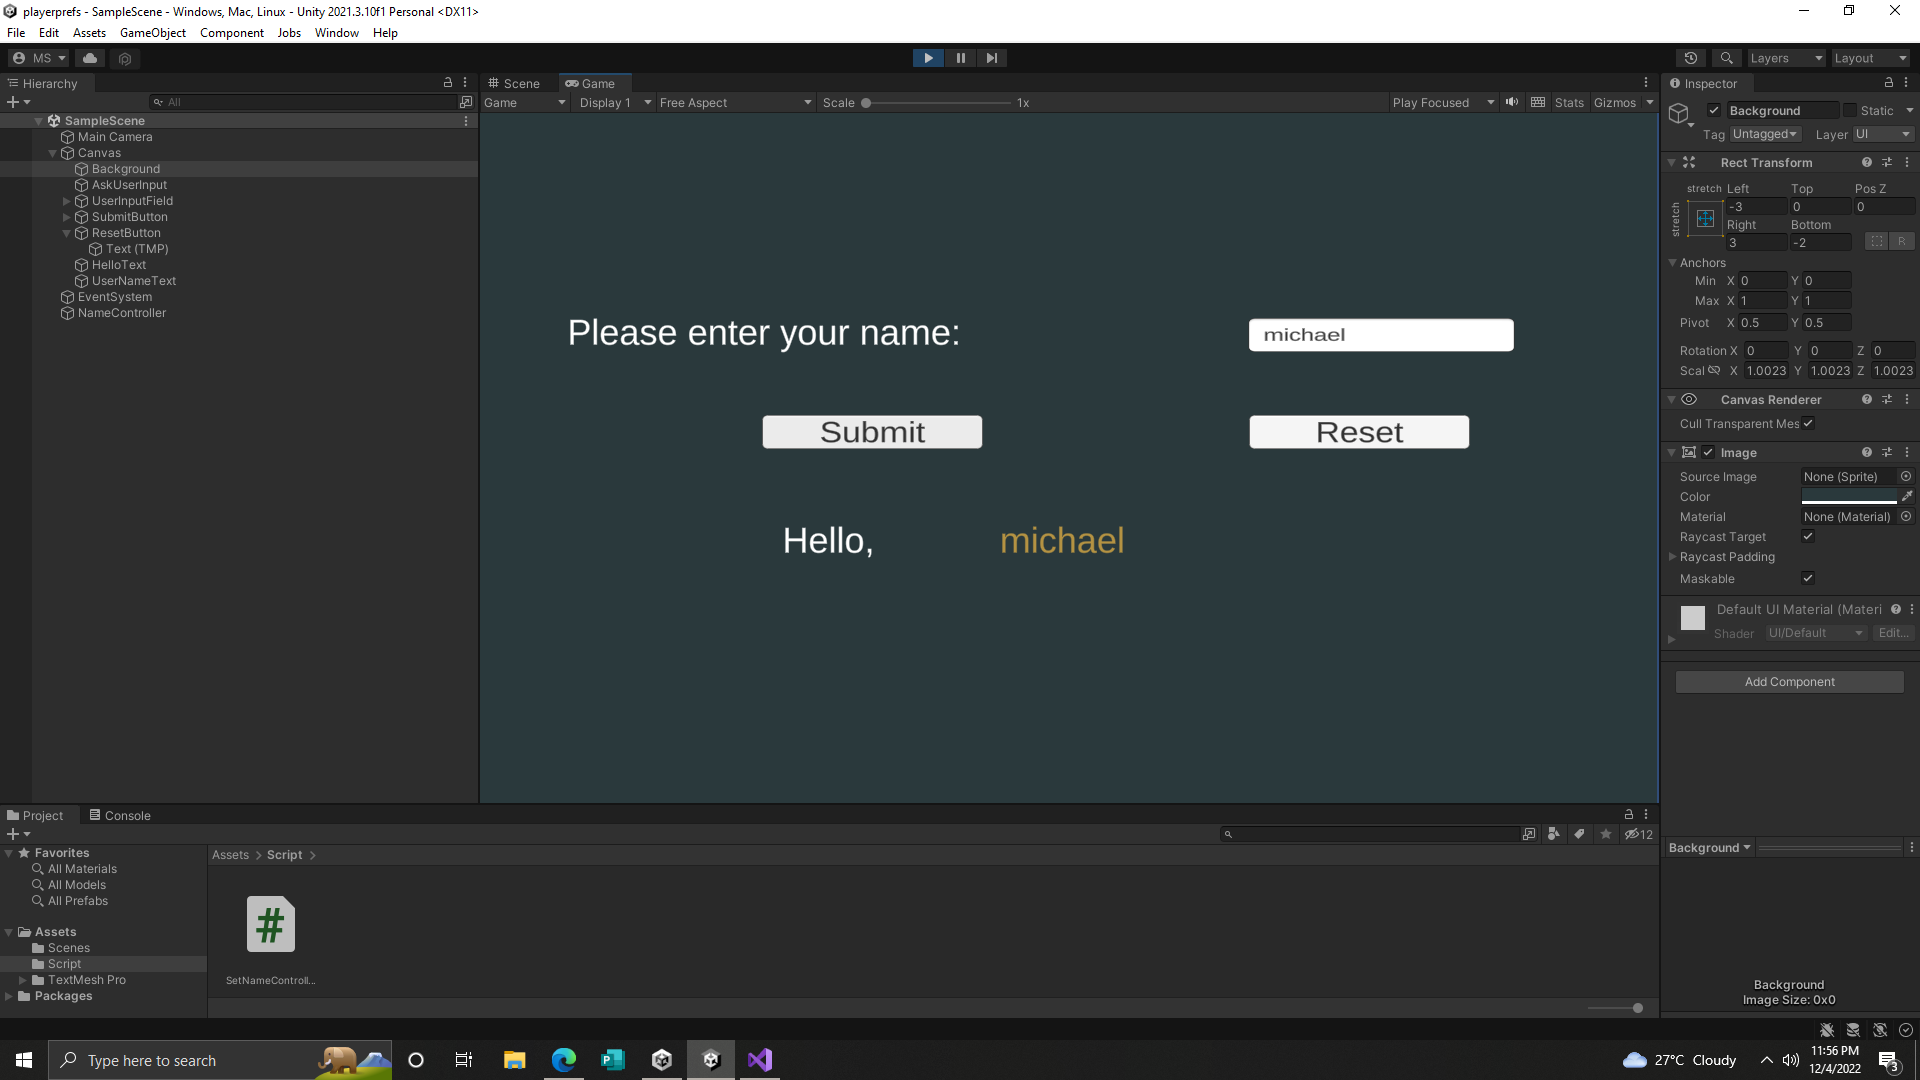 playerprefs - SampleScene - Windows, Mac, Linux - Unity 2021.3.10f1 Personal <DX11>
File Edit Assets GameObject Component Jobs Window Help
MS Layers Layout
Hierarchy
All
SampleScene
Main Camera
Canvas
Background
AskUserInput
UserInputField
SubmitButton
ResetButton
Text (TMP)
HelloText
UserNameText
EventSystem
NameController
Scene Game
Game Display 1 Free Aspect Scale 1x Play Focused Stats Gizmos
Please enter your name: michael
Submit Reset
Hello, michael
Inspector
Background Static
Tag Untagged Layer UI
Rect Transform
stretch Left Top Pos Z
stretch
-3 0 0
Right Bottom
3 -2 R
Anchors
Min X 0 Y 0
Max X 1 Y 1
Pivot X 0.5 Y 0.5
Rotation X 0 Y 0 Z 0
Scal X 1.0023 Y 1.0023 Z 1.0023
Canvas Renderer
Cull Transparent Mes
Image
Source Image None (Sprite)
Color
Material None (Material)
Raycast Target
Raycast Padding
Maskable
Default UI Material (Materi
Shader UI/Default Edit...
Add Component
Background
Background
Image Size: 0x0
Project Console
12
Favorites
All Materials
All Models
All Prefabs
Assets
Scenes
Script
TextMesh Pro
Packages
Assets > Script >
#
SetNameControll...
Type here to search
27°C Cloudy
11:56 PM
12/4/2022
3